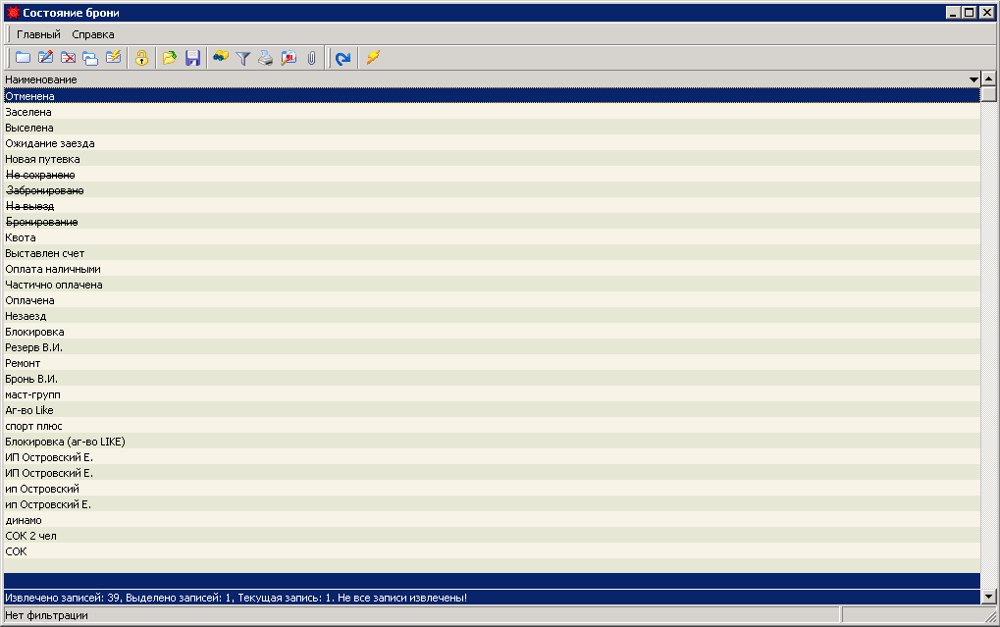 Состояние брони
Главный Справка
Наименование
Отменена
Заселена
Выселена
Ожидание заезда
Новая путевка
Не сохранено
Забронировано
На выезд
Бронирование
Квота
Выставлен счет
Оплата наличными
Частично оплачена
Оплачена
Незаезд
Блокировка
Резерв В.И.
Ремонт
Бронь В.И.
маст-групп
Аг-во Like
спорт плюс
Блокировка (аг-во LIKE)
ИП Островский Е.
ИП Островский Е.
ип Островский
ип Островский Е.
динамо
СОК 2 чел
СОК
Извлечено записей: 39, Выделено записей: 1, Текущая запись: 1. Не все записи извлечены!
Нет фильтрации